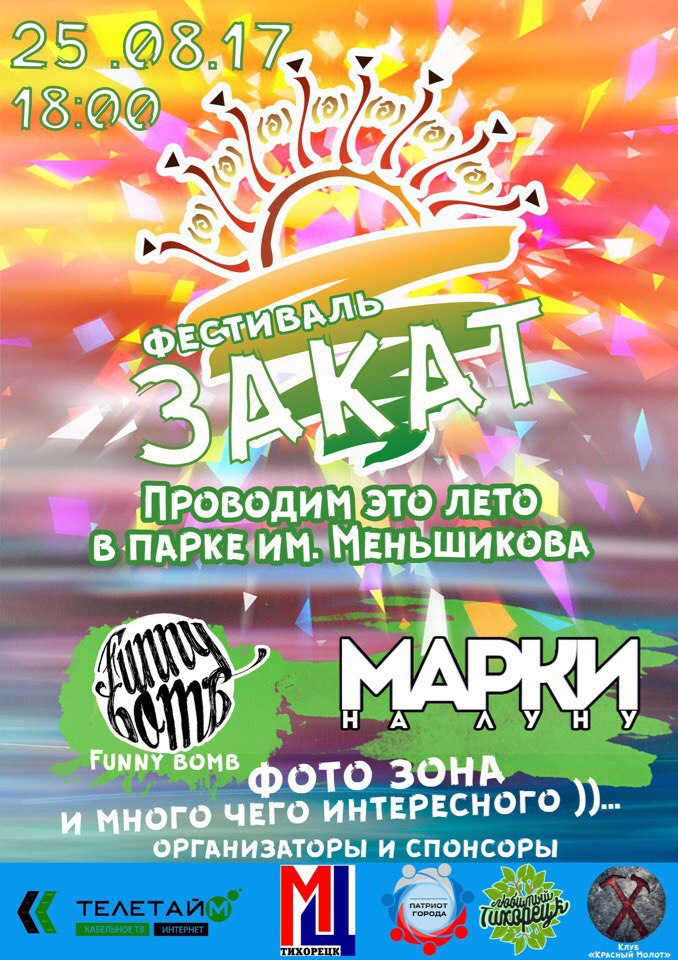 25.08.17
18:00
ФЕСТИВАЛЬ
ЗАКАТ
ПРОВОДИМ ЭТО ЛЕТО
В ПАРКЕ ИМ. МЕНЬШИКОВА
Funny
bomb
FUNNY BOMB
МАРКИ
НА ЛУНУ
ФОТО ЗОНА
И МНОГО ЧЕГО ИНТЕРЕСНОГО ))...
ОРГАНИЗАТОРЫ И СПОНСОРЫ
ТЕЛЕТАЙМ
КАБЕЛЬНОЕ ТВ ИНТЕРНЕТ
МЦ
ТИХОРЕЦК
ПАТРИОТ
ГОРОДА
любимый
Тихорецк
Клуб
«Красный Молот»